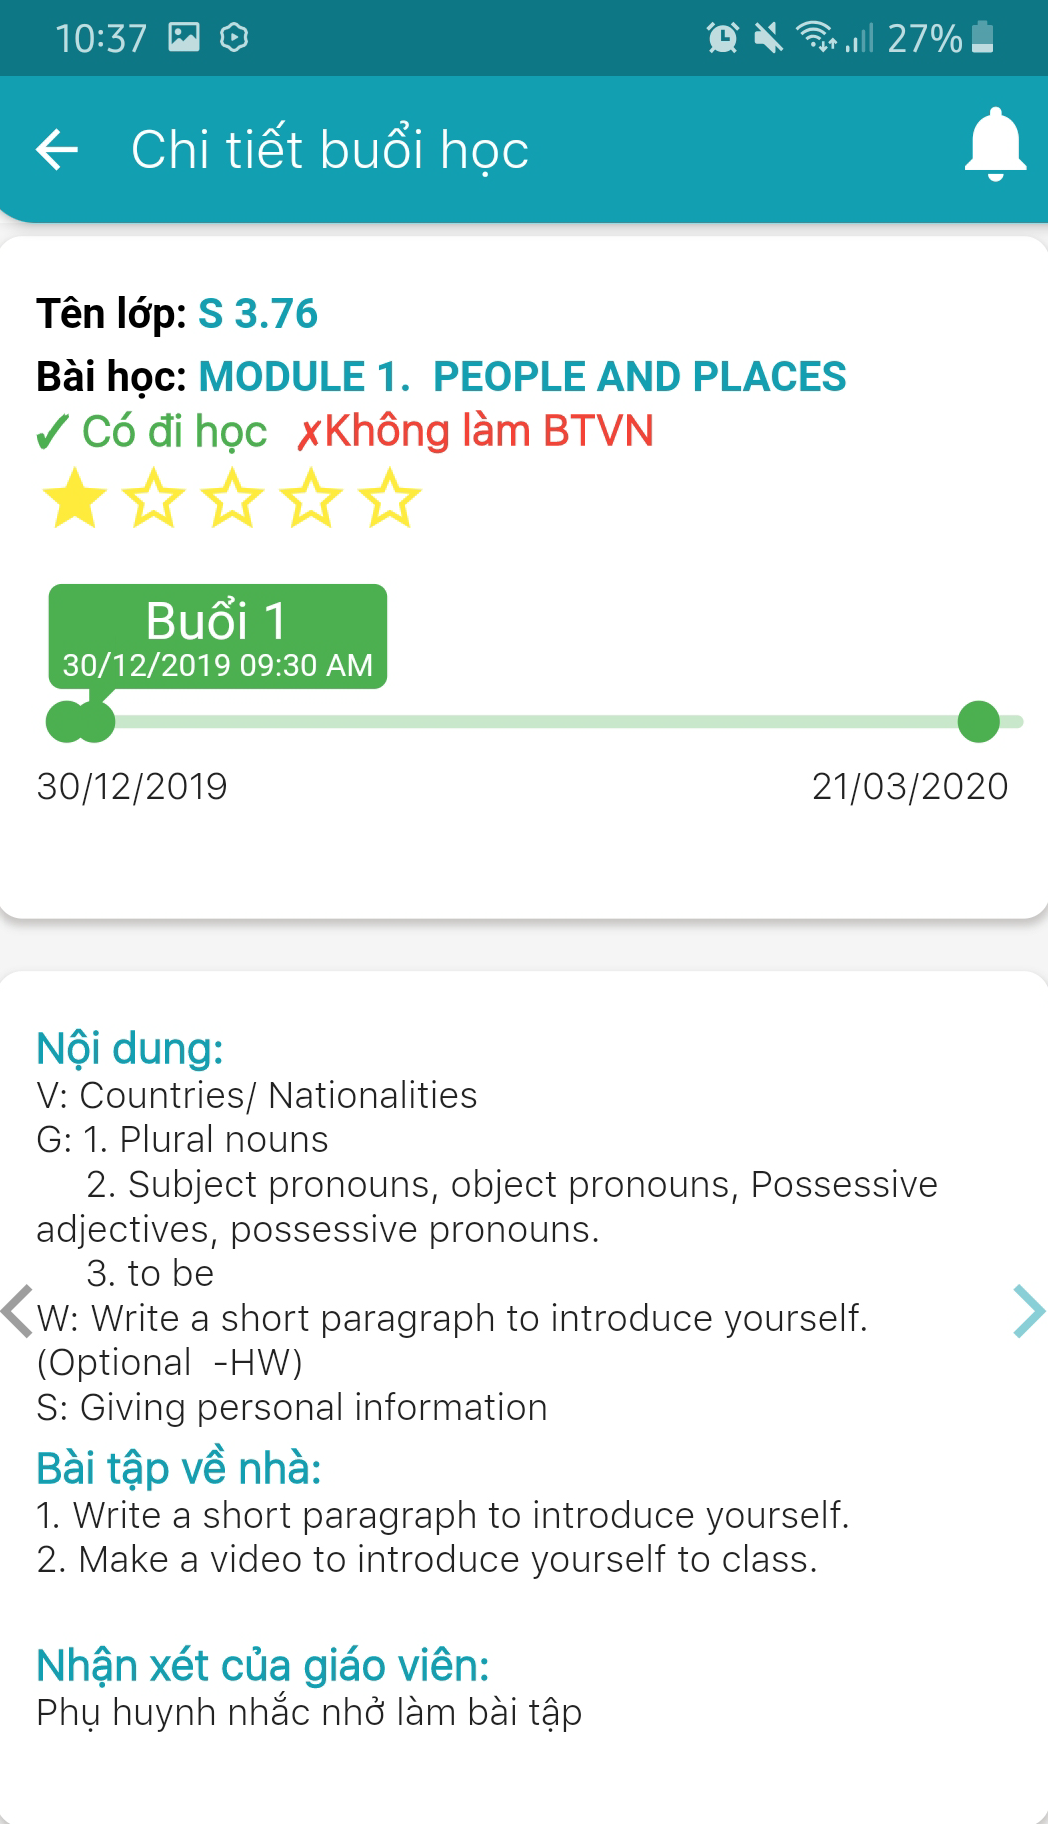 10:37
27%
Chi tiết buổi học
Tên lớp: S 3.76
Bài học: MODULE 1.  PEOPLE AND PLACES
✓ Có đi học ✗Không làm BTVN
Buổi 1
30/12/2019 09:30 AM
30/12/2019 21/03/2020
Nội dung:
V: Countries/ Nationalities
G: 1. Plural nouns
2. Subject pronouns, object pronouns, Possessive
adjectives, possessive pronouns.
3. to be
W: Write a short paragraph to introduce yourself.
(Optional  -HW)
S: Giving personal information
Bài tập về nhà:
1. Write a short paragraph to introduce yourself.
2. Make a video to introduce yourself to class.
Nhận xét của giáo viên:
Phụ huynh nhắc nhở làm bài tập